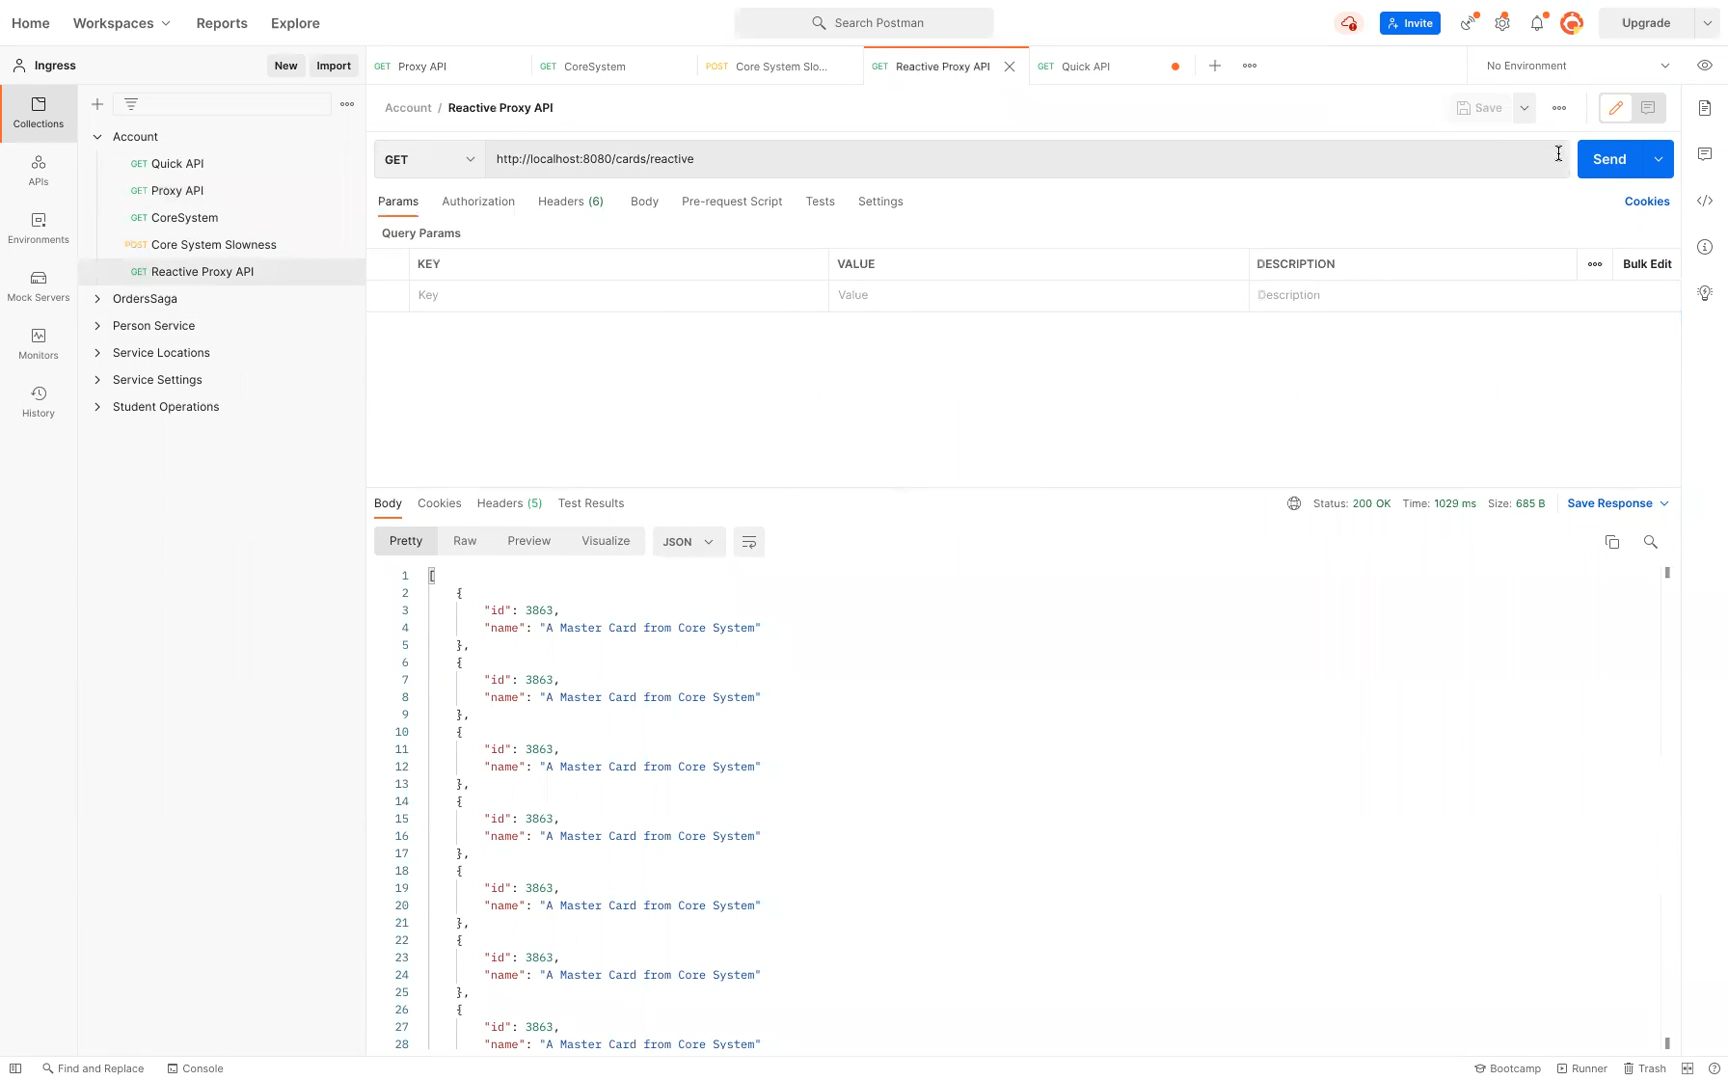 Home Workspaces Reports Explore Search Postman Invite Upgrade
Ingress New Import
GET Proxy API GET CoreSystem POST Core System Slo... GET Reactive Proxy API GET Quick API No Environment
Collections
APIs
Environments
Mock Servers
Monitors
History
Account
GET Quick API
GET Proxy API
GET CoreSystem
POST Core System Slowness
GET Reactive Proxy API
OrdersSaga
Person Service
Service Locations
Service Settings
Student Operations
Account / Reactive Proxy API Save
GET http://localhost:8080/cards/reactive Send
Params Authorization Headers (6) Body Pre-request Script Tests Settings Cookies
Query Params
KEY VALUE DESCRIPTION Bulk Edit
Key Value Description
Body Cookies Headers (5) Test Results Status: 200 OK Time: 1029 ms Size: 685 B Save Response
Pretty Raw Preview Visualize JSON
1 [
2 {
3 "id": 3863,
4 "name": "A Master Card from Core System"
5 },
6 {
7 "id": 3863,
8 "name": "A Master Card from Core System"
9 },
10 {
11 "id": 3863,
12 "name": "A Master Card from Core System"
13 },
14 {
15 "id": 3863,
16 "name": "A Master Card from Core System"
17 },
18 {
19 "id": 3863,
20 "name": "A Master Card from Core System"
21 },
22 {
23 "id": 3863,
24 "name": "A Master Card from Core System"
25 },
26 {
27 "id": 3863,
28 "name": "A Master Card from Core System"
Find and Replace Console Bootcamp Runner Trash